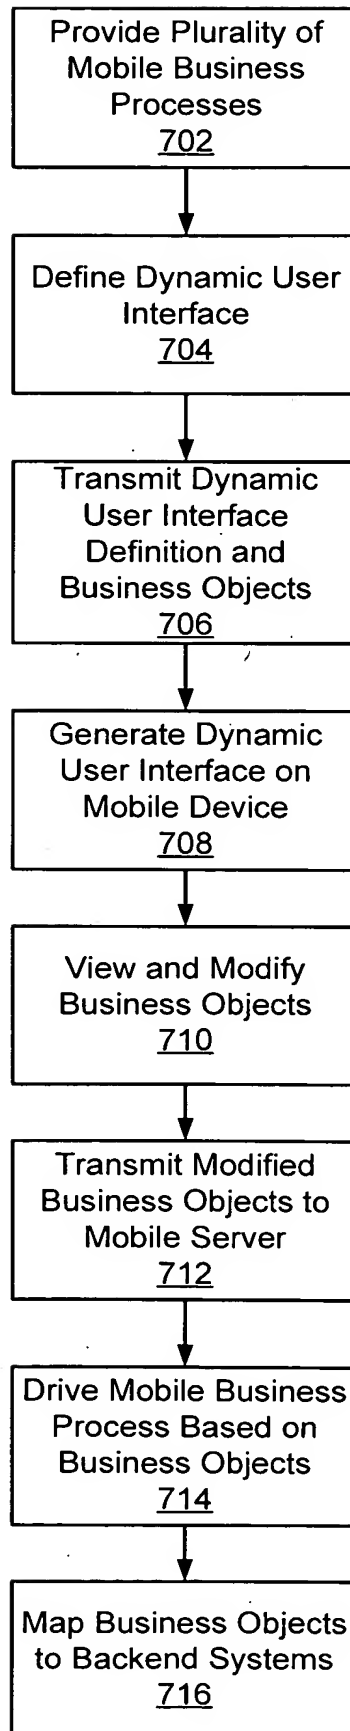 Provide Plurality of
Mobile Business
Processes
702
Define Dynamic User
Interface
704
Transmit Dynamic
User Interface
Definition and
Business Objects
706
Generate Dynamic
User Interface on
Mobile Device
708
View and Modify
Business Objects
710
Transmit Modified
Business Objects to
Mobile Server
712
Drive Mobile Business
Process Based on
Business Objects
714
Map Business Objects
to Backend Systems
716